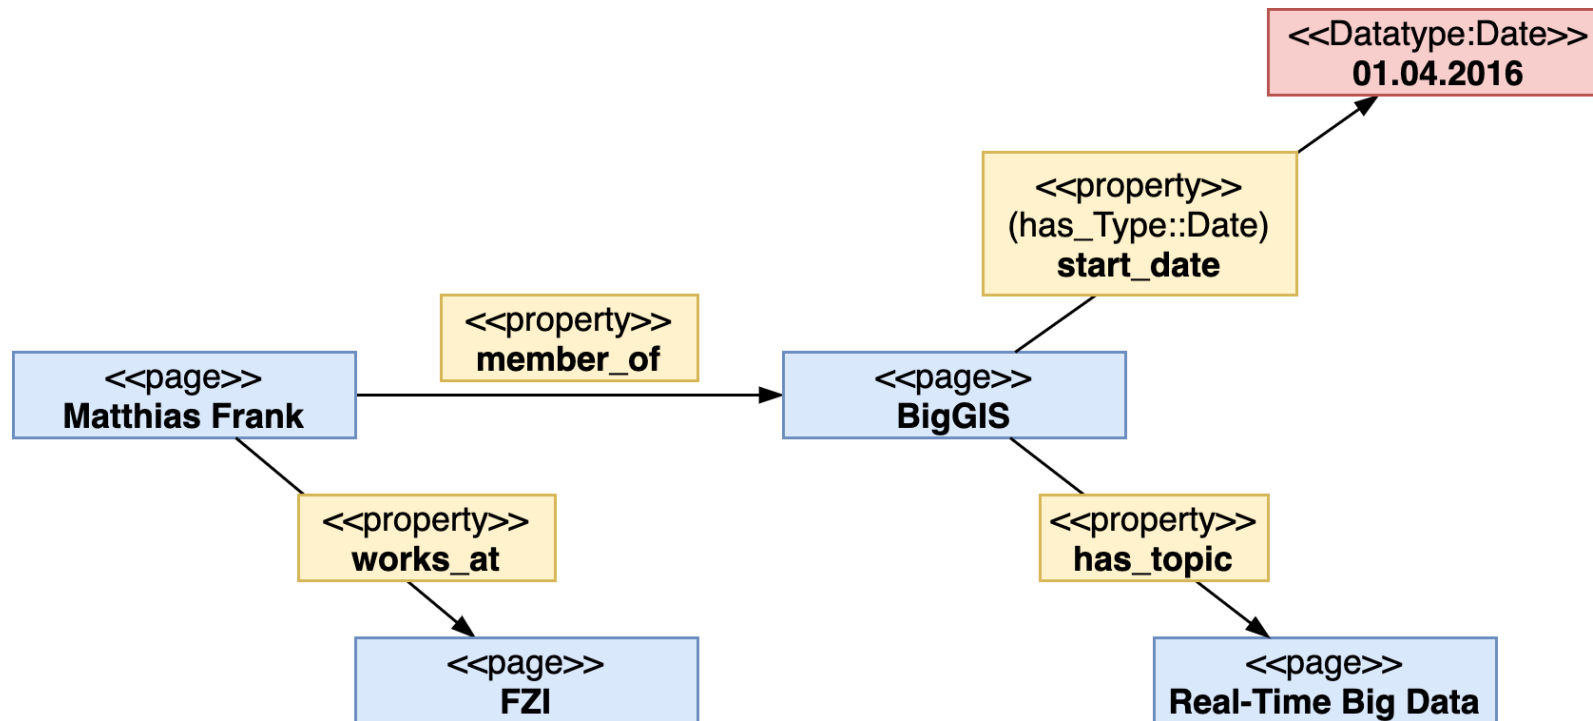 <<Datatype:Date>>
01.04.2016
<<property>>
(has_Type::Date)
start_date
<<property>>
member_of
<<page>>
Matthias Frank
<<page>>
BigGIS
<<property>>
works_at
<<property>>
has_topic
<<page>>
FZI
<<page>>
Real-Time Big Data